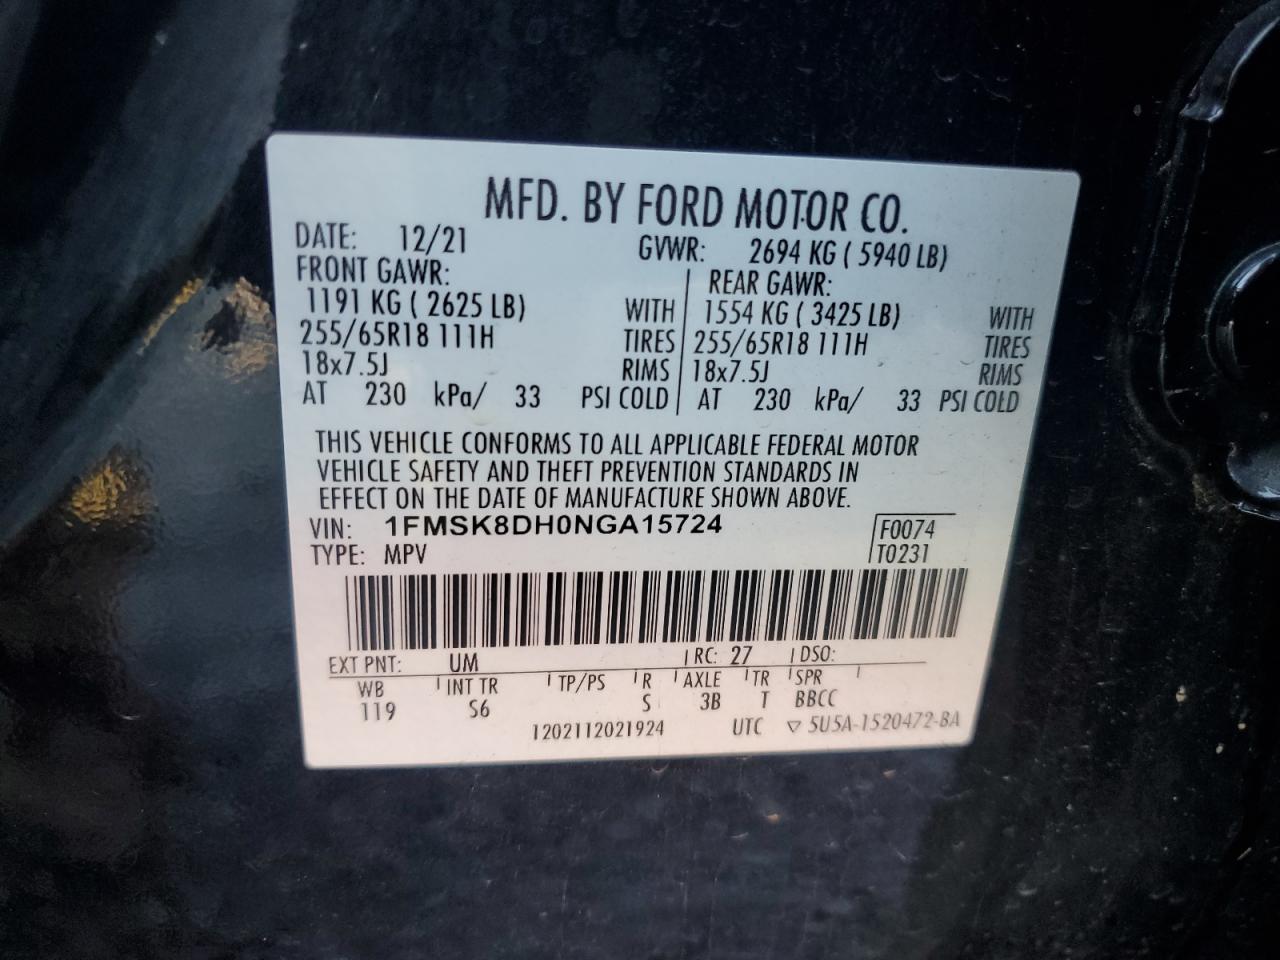 MFD. BY FORD MOTOR CO.
DATE: 12/21 GVWR: 2694 KG ( 5940 LB)
FRONT GAWR: REAR GAWR:
1191 KG ( 2625 LB) WITH 1554 KG ( 3425 LB) WITH
255/65R18 111H TIRES 255/65R18 111H TIRES
18x7.5J RIMS 18x7.5J RIMS
AT 230 kPa/ 33 PSI COLD AT 230 kPa/ 33 PSI COLD
THIS VEHICLE CONFORMS TO ALL APPLICABLE FEDERAL MOTOR
VEHICLE SAFETY AND THEFT PREVENTION STANDARDS IN
EFFECT ON THE DATE OF MANUFACTURE SHOWN ABOVE.
VIN: 1FMSK8DH0NGA15724 F0074
TYPE: MPV T0231
EXT PNT: UM RC: 27 DSO:
WB INT TR TP/PS R AXLE TR SPR
119 S6 S 3B T BBCC
1202112021924 UTC ▽ 5U5A-1520472-BA